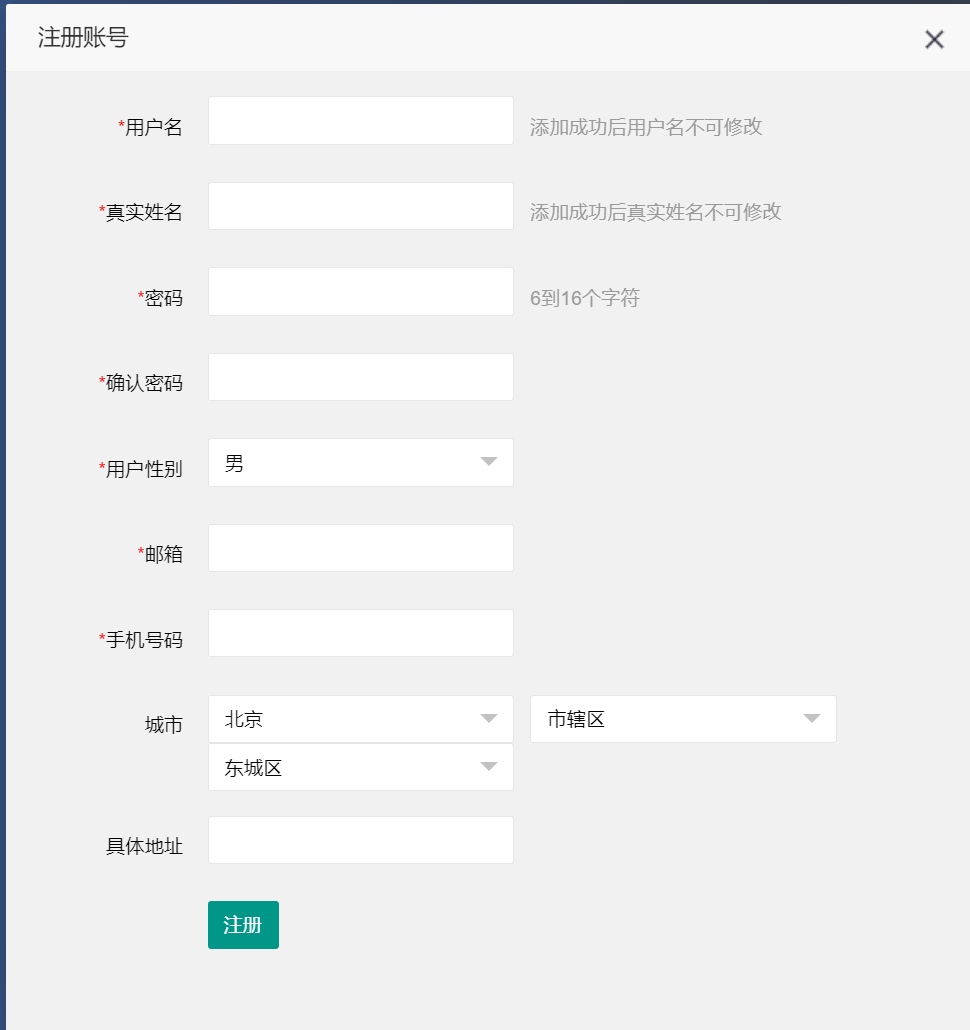 注册账号
*用户名 添加成功后用户名不可修改
*真实姓名 添加成功后真实姓名不可修改
*密码 6到16个字符
*确认密码
*用户性别 男
*邮箱
*手机号码
城市 北京 市辖区
东城区
具体地址
注册